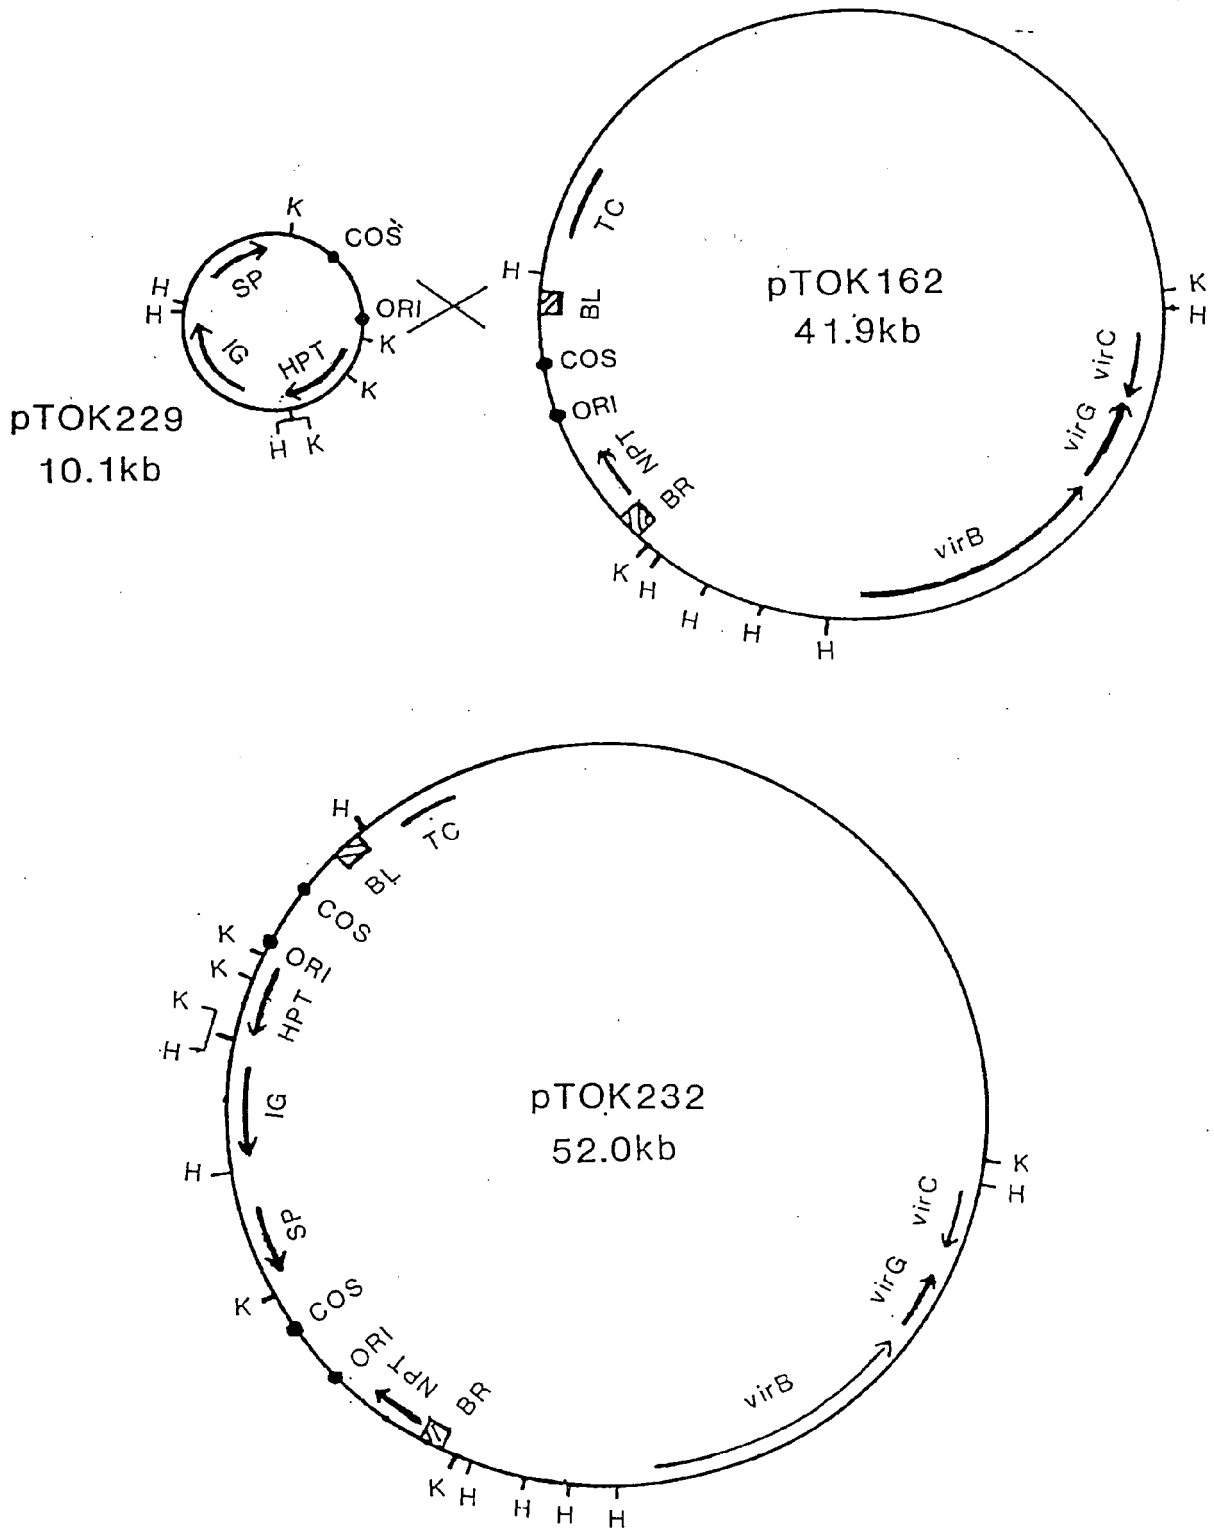 K
COS
SP
H
H
ORI
K
IG
HPT
K
H K
pTOK229
10.1kb
TC
H
BL
COS
ORI
NPT
BR
K
H
H
H
H
pTOK162
41.9kb
K
H
virC
virG
virB
H
TC
BL
COS
K
ORI
K
HPT
K
H
IG
H
SP
K
COS
ORI
NPT
BR
K
H
H
H
H
pTOK232
52.0kb
K
H
virC
virG
virB